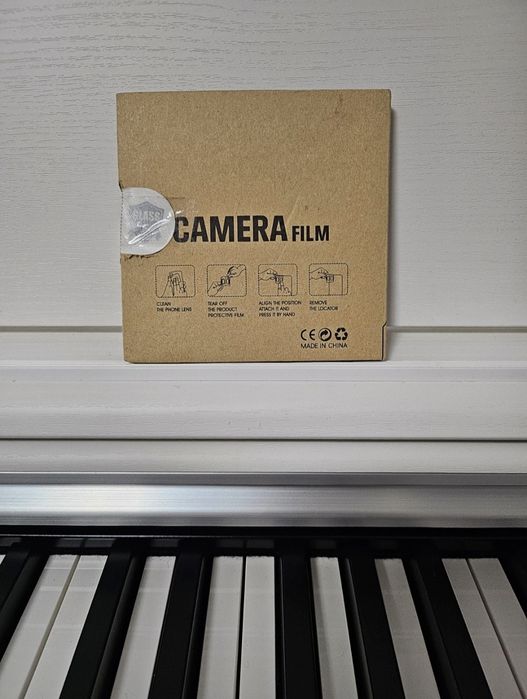 GLASS
CAMERA FILM
CLEAN
THE PHONE LENS
TEAR OFF
THE PRODUCT
PROTECTIVE FILM
ALIGN THE POSITION
ATTACH IT AND
PRESS IT BY HAND
REMOVE
THE LOCATOR
CE
MADE IN CHINA